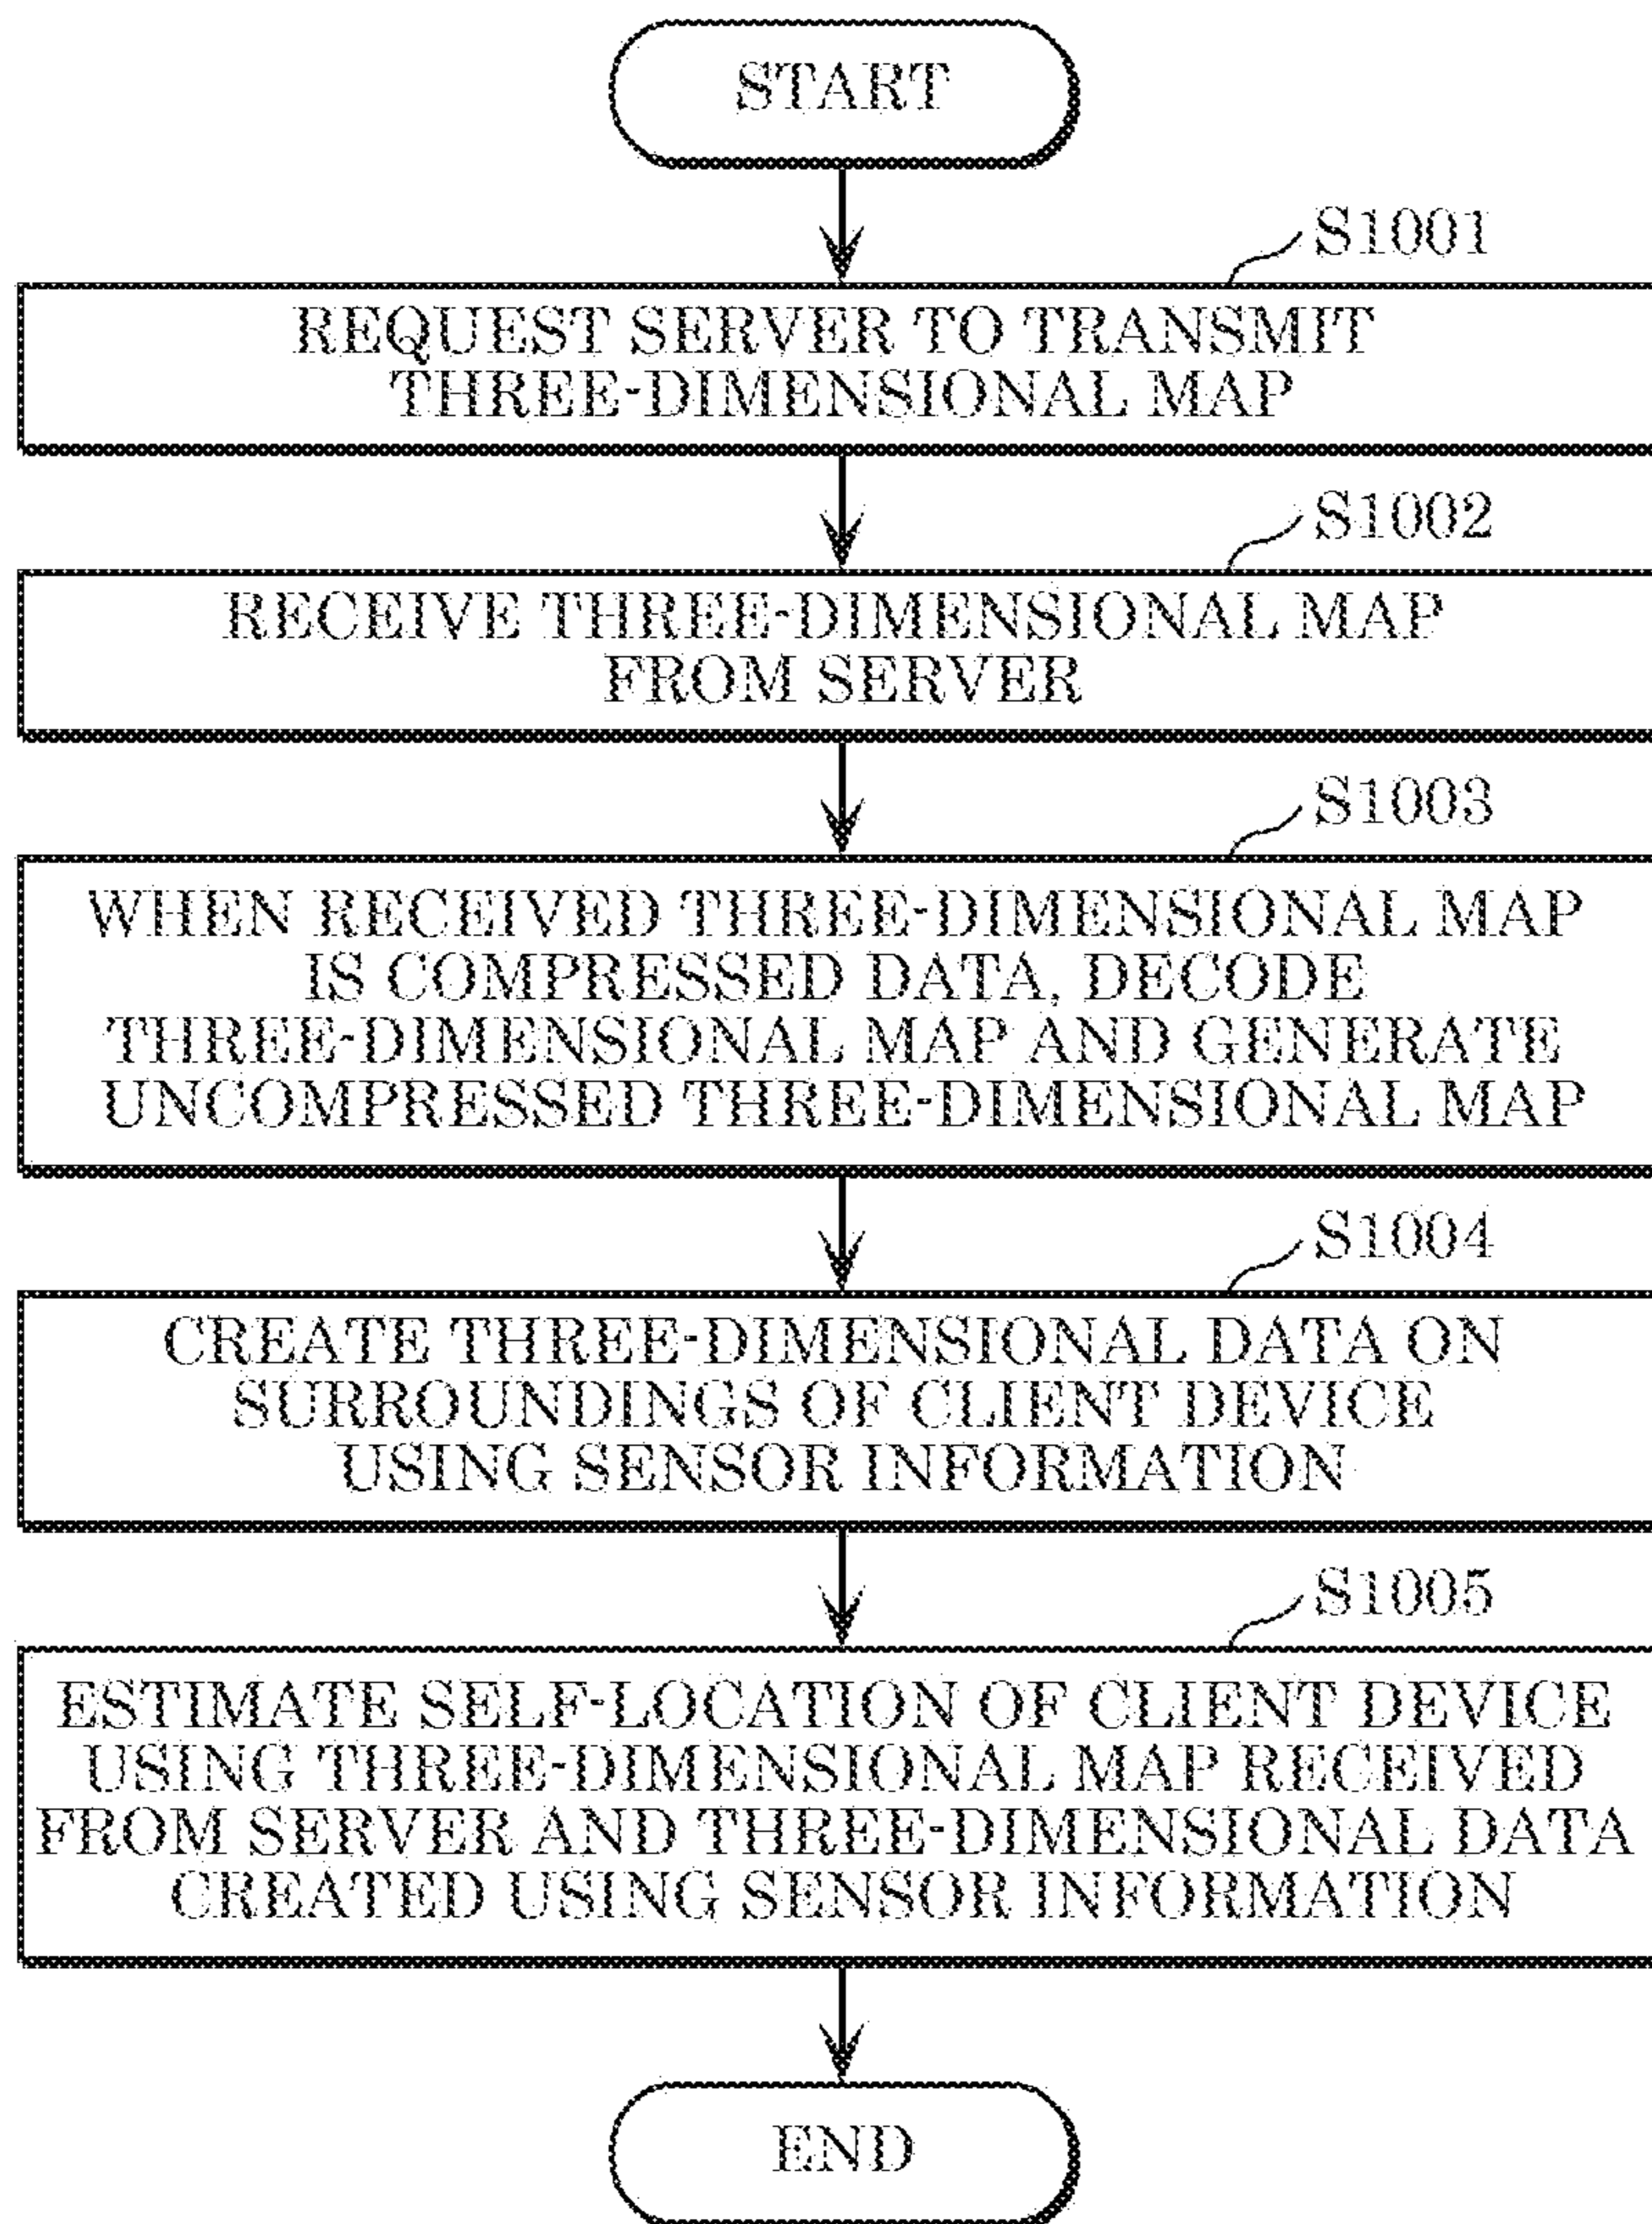 START
S1001
REQUEST SERVER TO TRANSMIT
THREE-DIMENSIONAL MAP
S1002
RECEIVE THREE-DIMENSIONAL MAP
FROM SERVER
S1003
WHEN RECEIVED THREE-DIMENSIONAL MAP
IS COMPRESSED DATA, DECODE
THREE-DIMENSIONAL MAP AND GENERATE
UNCOMPRESSED THREE-DIMENSIONAL MAP
S1004
CREATE THREE-DIMENSIONAL DATA ON
SURROUNDINGS OF CLIENT DEVICE
USING SENSOR INFORMATION
S1005
ESTIMATE SELF-LOCATION OF CLIENT DEVICE
USING THREE-DIMENSIONAL MAP RECEIVED
FROM SERVER AND THREE-DIMENSIONAL DATA
CREATED USING SENSOR INFORMATION
END